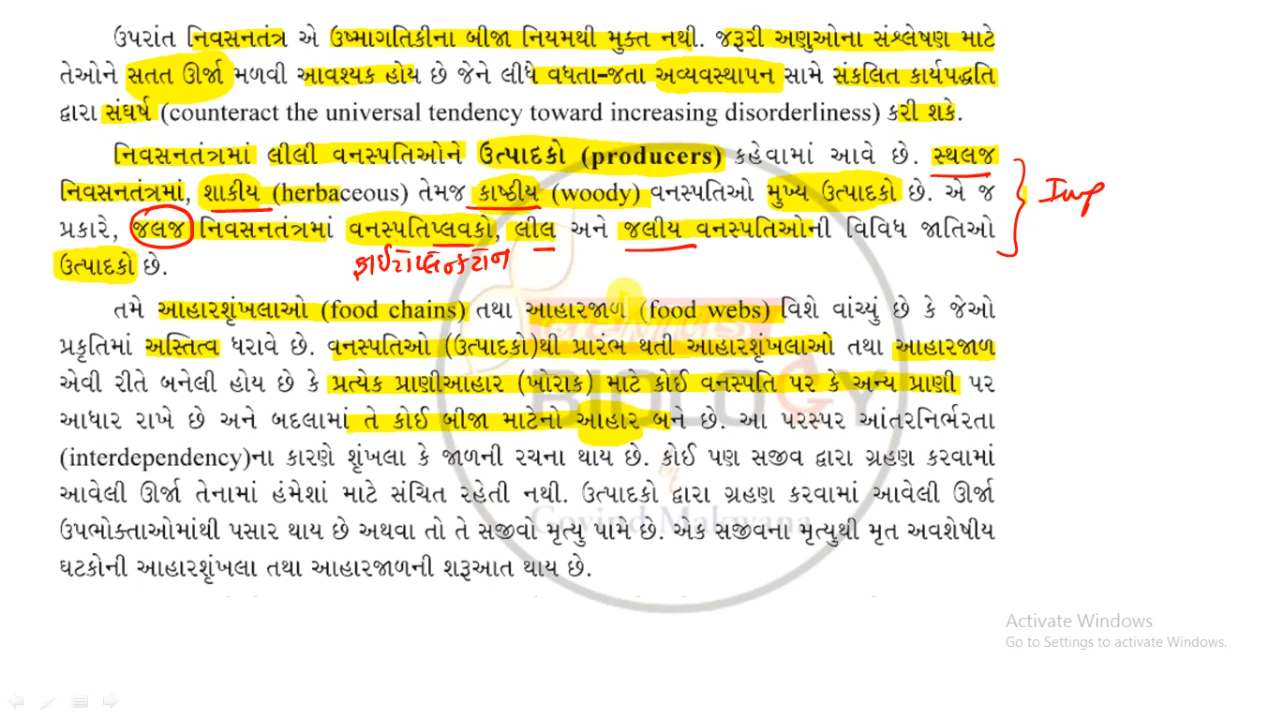 ઉપરાંત નિવસનતંત્ર એ ઉષ્માગતિકીના બીજા નિયમથી મુક્ત નથી. જરૂરી અણુઓના સંશ્લેષણ માટે
તેઓને સતત ઊર્જા મળવી આવશ્યક હોય છે જેને લીધે વધતા-જતા અવ્યવસ્થાપન સામે સંકલિત કાર્યપદ્ધતિ
દ્વારા સંઘર્ષ (counteract the universal tendency toward increasing disorderliness) કરી શકે.
નિવસનતંત્રમાં લીલી વનસ્પતિઓને ઉત્પાદકો (producers) કહેવામાં આવે છે. સ્થલજ
નિવસનતંત્રમાં, શાકીય (herbaceous) તેમજ કાષ્ઠીય (woody) વનસ્પતિઓ મુખ્ય ઉત્પાદકો છે. એ જ
Imp
પ્રકારે, જલજ નિવસનતંત્રમાં વનસ્પતિપ્લવકો, લીલ અને જલીય વનસ્પતિઓની વિવિધ જાતિઓ
ઉત્પાદકો છે.
ફાઈટોપ્લેન્કટોન
તમે આહારશૃંખલાઓ (food chains) તથા આહારજાળ (food webs) વિશે વાંચ્યું છે કે જેઓ
પ્રકૃતિમાં અસ્તિત્વ ધરાવે છે. વનસ્પતિઓ (ઉત્પાદકો)થી પ્રારંભ થતી આહારશૃંખલાઓ તથા આહારજાળ
એવી રીતે બનેલી હોય છે કે પ્રત્યેક પ્રાણીઆહાર (ખોરાક) માટે કોઈ વનસ્પતિ પર કે અન્ય પ્રાણી પર
આધાર રાખે છે અને બદલામાં તે કોઈ બીજા માટેનો આહાર બને છે. આ પરસ્પર આંતરનિર્ભરતા
(interdependency)ના કારણે શૃંખલા કે જાળની રચના થાય છે. કોઈ પણ સજીવ દ્વારા ગ્રહણ કરવામાં
આવેલી ઊર્જા તેનામાં હંમેશાં માટે સંચિત રહેતી નથી. ઉત્પાદકો દ્વારા ગ્રહણ કરવામાં આવેલી ઊર્જા
ઉપભોક્તાઓમાંથી પસાર થાય છે અથવા તો તે સજીવો મૃત્યુ પામે છે. એક સજીવના મૃત્યુથી મૃત અવશેષીય
ઘટકોની આહારશૃંખલા તથા આહારજાળની શરૂઆત થાય છે.
BIOLOGY
by
Govind Makwana
Activate Windows
Go to Settings to activate Windows.